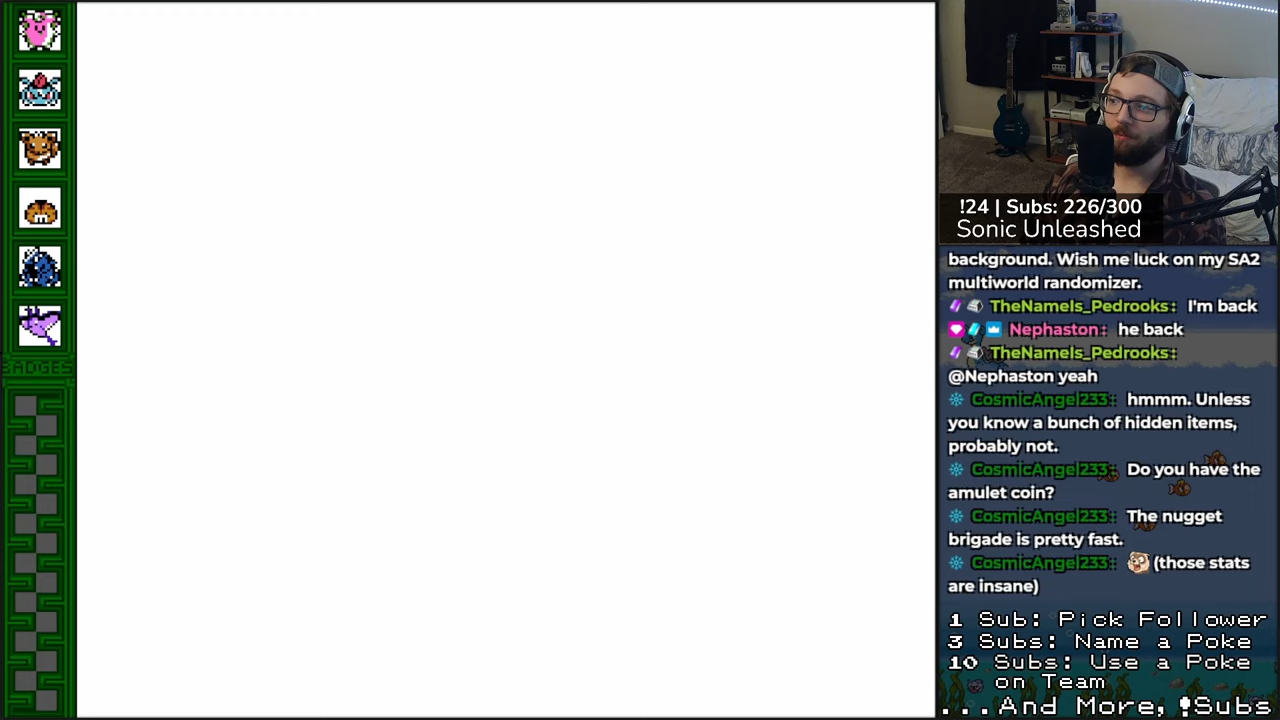 BADGES
!24 | Subs: 226/300
Sonic Unleashed
background. Wish me luck on my SA2
multiworld randomizer.
TheNameIs_Pedrooks: I'm back
Nephaston: he back
TheNameIs_Pedrooks:
@Nephaston yeah
CosmicAngel233: hmmm. Unless
you know a bunch of hidden items,
probably not.
CosmicAngel233: Do you have the
amulet coin?
CosmicAngel233: The nugget
brigade is pretty fast.
CosmicAngel233: (those stats
are insane)
1 Sub: Pick Follower
3 Subs: Name a Poke
10 Subs: Use a Poke
on Team
...And More, !Subs